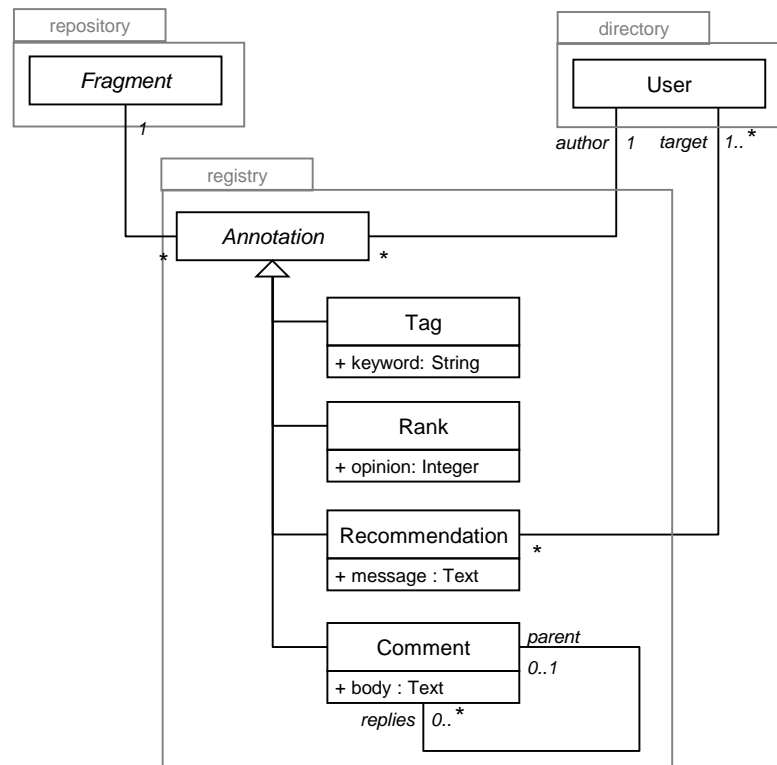 repository
directory
Fragment
User
1
author
1
target
1..*
registry
Annotation
*
*
Tag
+ keyword: String
Rank
+ opinion: Integer
Recommendation
*
+ message : Text
Comment
parent
0..1
+ body : Text
replies
0..*